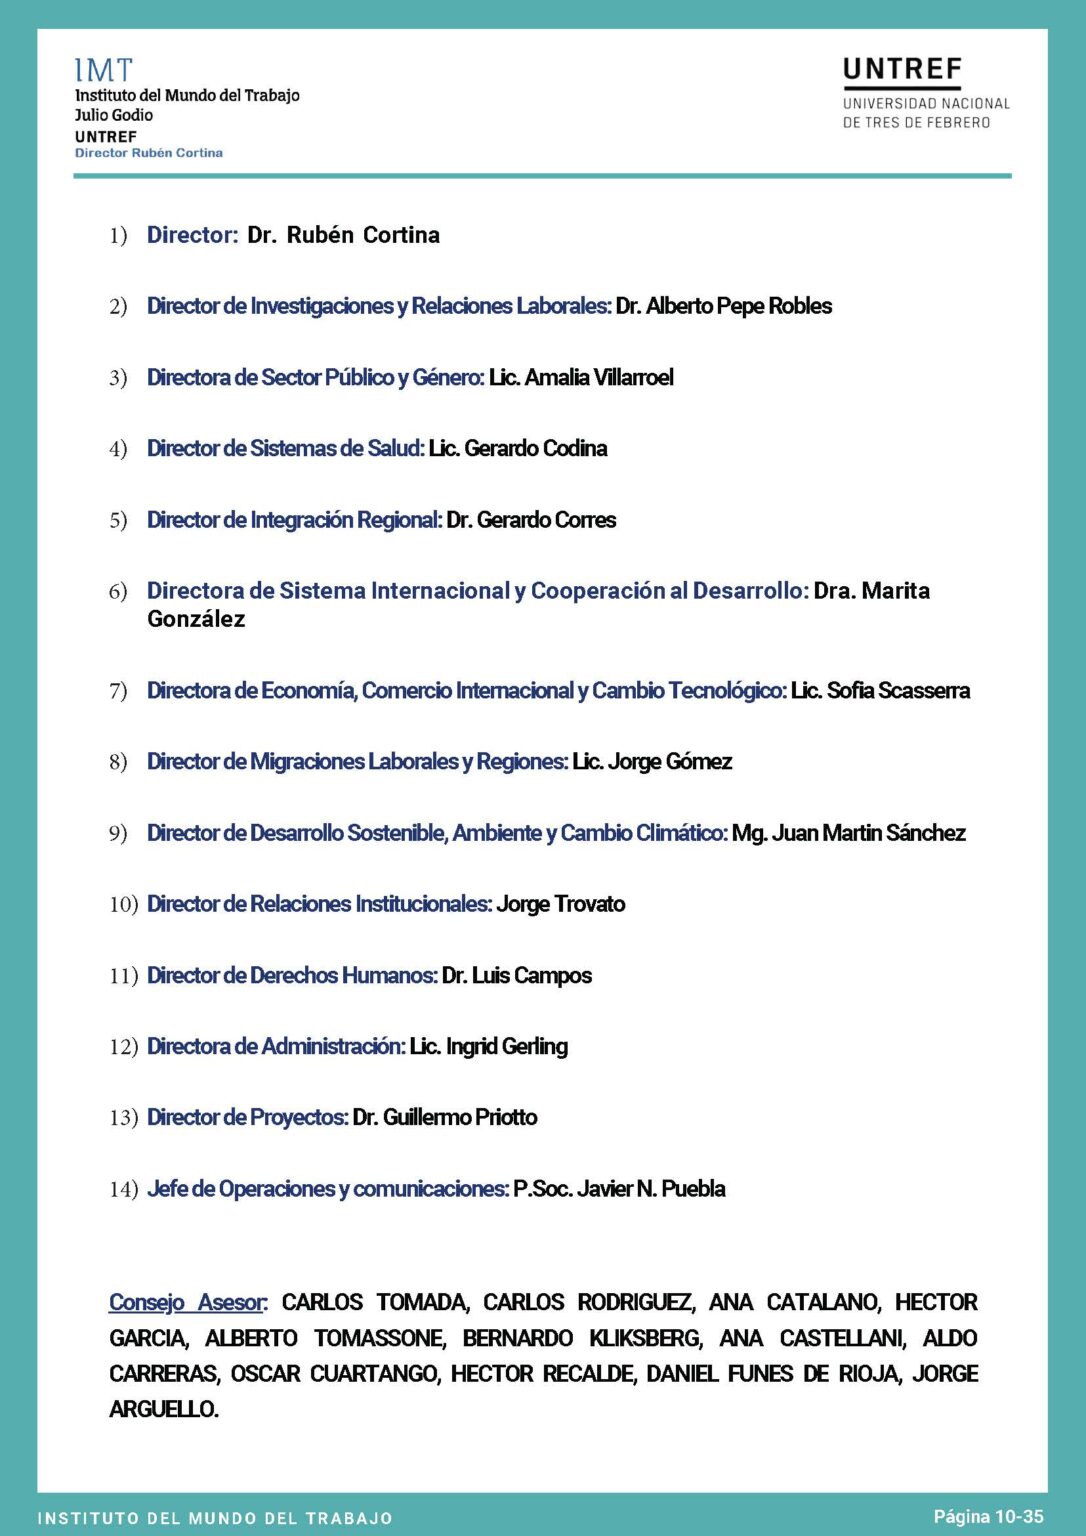 IMT
Instituto del Mundo del Trabajo
Julio Godio
UNTREF
Director Rubén Cortina
UNTREF
UNIVERSIDAD NACIONAL
DE TRES DE FEBRERO
1) Director: Dr. Rubén Cortina
2) Director de Investigaciones y Relaciones Laborales: Dr. Alberto Pepe Robles
3) Directora de Sector Público y Género: Lic. Amalia Villarroel
4) Director de Sistemas de Salud: Lic. Gerardo Codina
5) Director de Integración Regional: Dr. Gerardo Corres
6) Directora de Sistema Internacional y Cooperación al Desarrollo: Dra. Marita
González
7) Directora de Economía, Comercio Internacional y Cambio Tecnológico: Lic. Sofia Scasserra
8) Director de Migraciones Laborales y Regiones: Lic. Jorge Gómez
9) Director de Desarrollo Sostenible, Ambiente y Cambio Climático: Mg. Juan Martin Sánchez
10) Director de Relaciones Institucionales: Jorge Trovato
11) Director de Derechos Humanos: Dr. Luis Campos
12) Directora de Administración: Lic. Ingrid Gerling
13) Director de Proyectos: Dr. Guillermo Priotto
14) Jefe de Operaciones y comunicaciones: P.Soc. Javier N. Puebla
Consejo Asesor: CARLOS TOMADA, CARLOS RODRIGUEZ, ANA CATALANO, HECTOR
GARCIA, ALBERTO TOMASSONE, BERNARDO KLIKSBERG, ANA CASTELLANI, ALDO
CARRERAS, OSCAR CUARTANGO, HECTOR RECALDE, DANIEL FUNES DE RIOJA, JORGE
ARGUELLO.
INSTITUTO DEL MUNDO DEL TRABAJO
Página 10-35